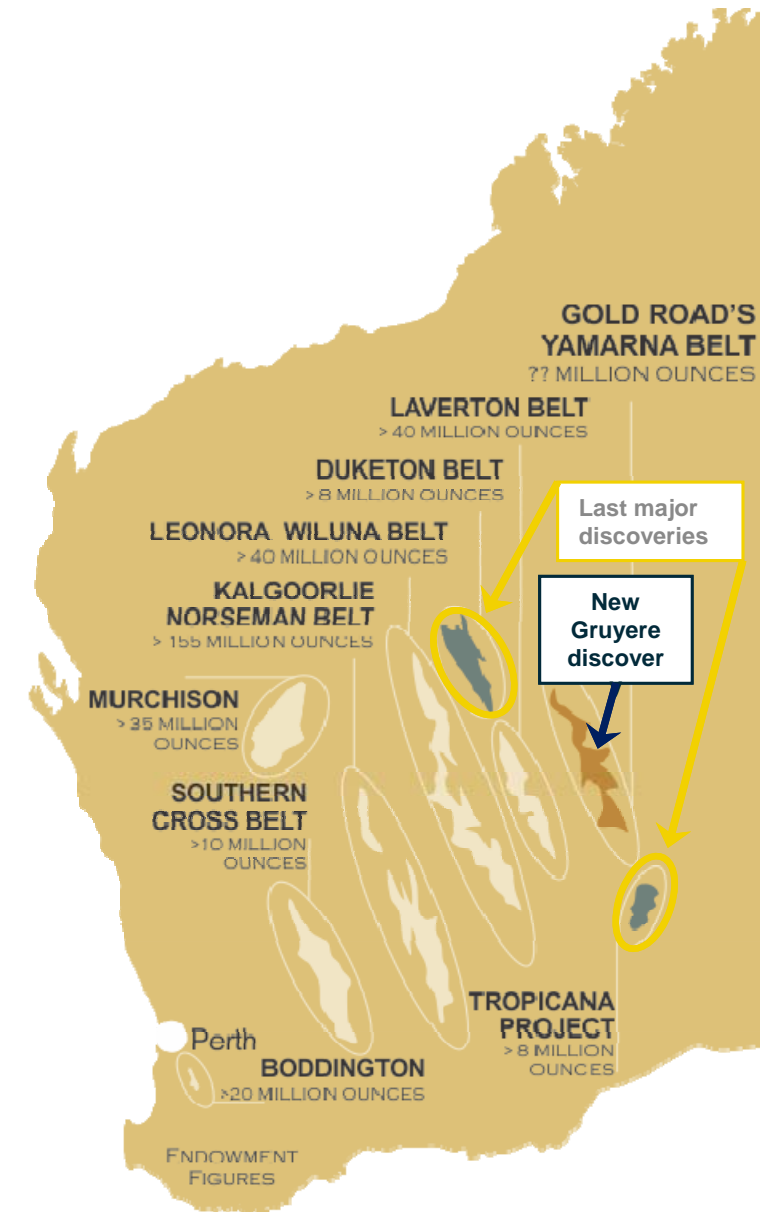 GOLD ROAD'S
YAMARNA BELT
?? MILLION OUNCES
LAVERTON BELT
> 40 MILLION OUNCES
DUKETON BELT
> 8 MILLION OUNCES
Last major
discoveries
LEONORA WILUNA BELT
> 40 MILLION OUNCES
KALGOORLIE
NORSEMAN BELT
> 155 MILLION OUNCES
New
Gruyere
discover
MURCHISON
> 35 MILLION
OUNCES
SOUTHERN
CROSS BELT
>10 MILLION
OUNCES
TROPICANA
PROJECT
> 8 MILLION
OUNCES
Perth
BODDINGTON
>20 MILLION OUNCES
ENDOWMENT
FIGURES